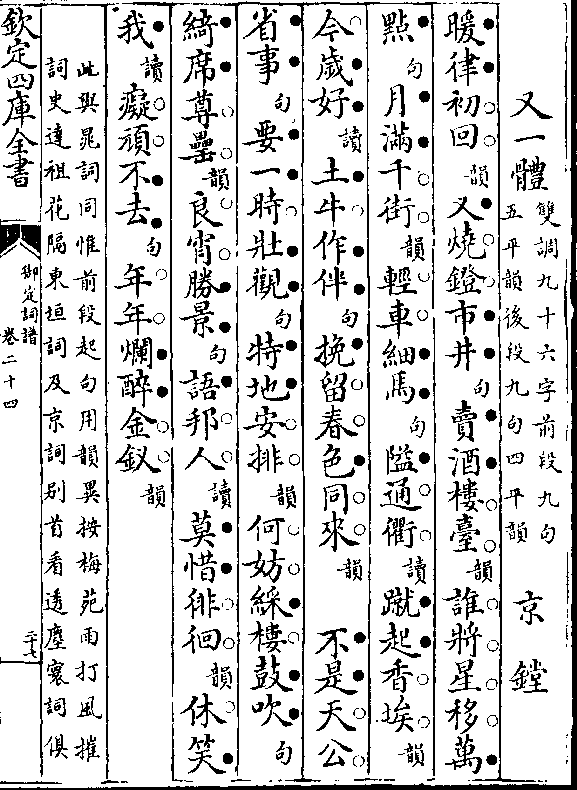 又一體 雙調九十六字前段九句 京鏜
五平韻後段九句四平韻
暖律初回韻又燒鐙市井句賣酒樓臺韻誰將星移萬
點句月滿千街韻輕車細馬句隘通衢讀蹴起香埃韻
今歲好讀土牛作伴句挽留春色同來韻 不是天公
省事句要一時壯觀句特地安排韻何妨綵樓鼓吹句
綺席尊罍韻良宵勝景句語邦人讀莫惜徘徊韻休笑
我讀癡頑不去句年年爛醉金釵韻
此與晁詞同惟前段起句用韻異按梅苑雨打風摧
詞史達祖花隔東垣詞及京詞別首看透塵寰詞俱
欽定四庫全書
御定詞譜
卷二十四
三十七